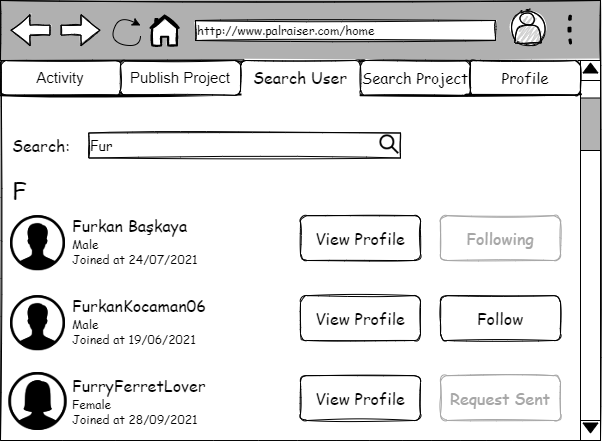 http://www.palraiser.com/home
Activity
Publish Project
Search User
Search Project
Profile
Search:
Fur
F
Furkan Başkaya
Male
Joined at 24/07/2021
View Profile
Following
FurkanKocaman06
Male
Joined at 19/06/2021
View Profile
Follow
FurryFerretLover
Female
Joined at 28/09/2021
View Profile
Request Sent